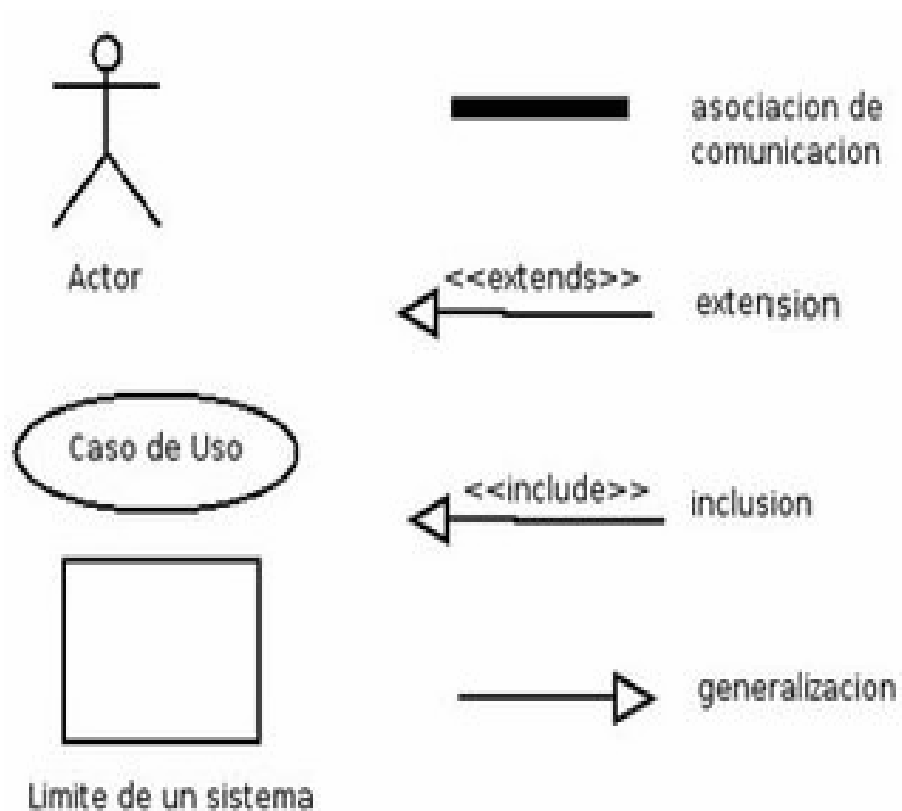 Actor
Caso de Uso
Limite de un sistema
asociacion de
comunicacion
<<extends>>
extension
<<include>>
inclusion
generalizacion